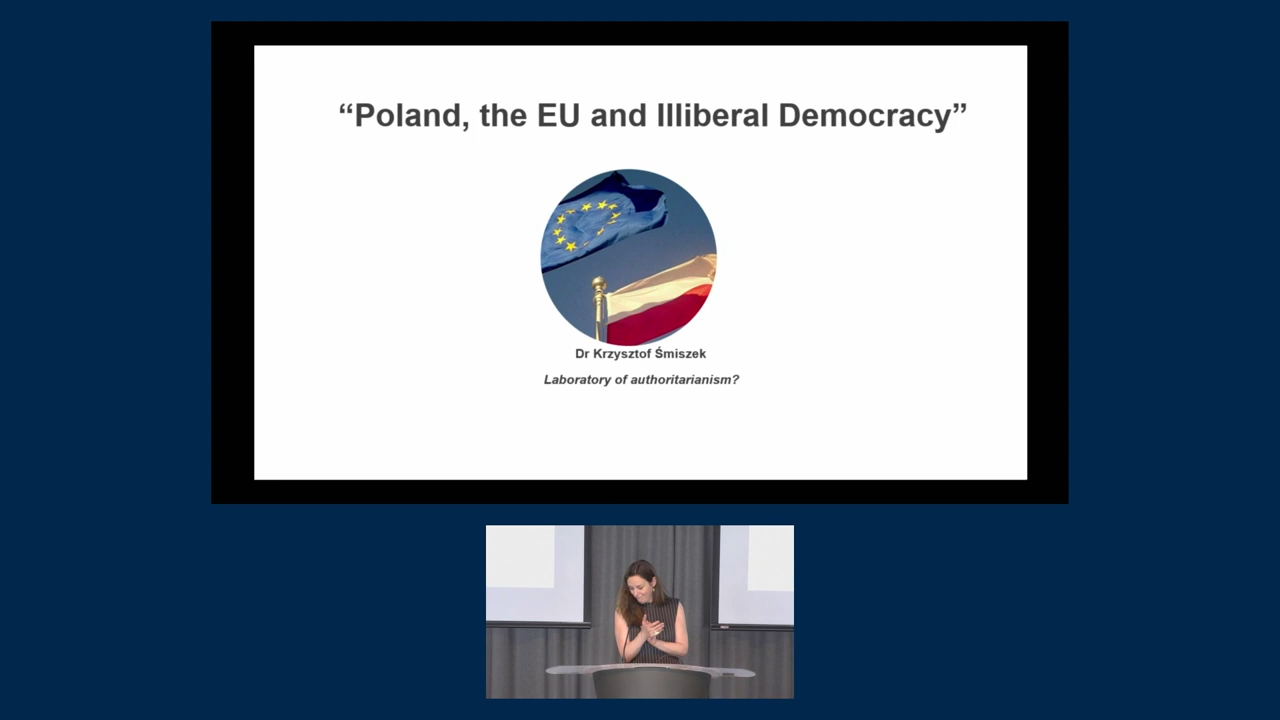 “Poland, the EU and Illiberal Democracy”
Dr Krzysztof Śmiszek
Laboratory of authoritarianism?